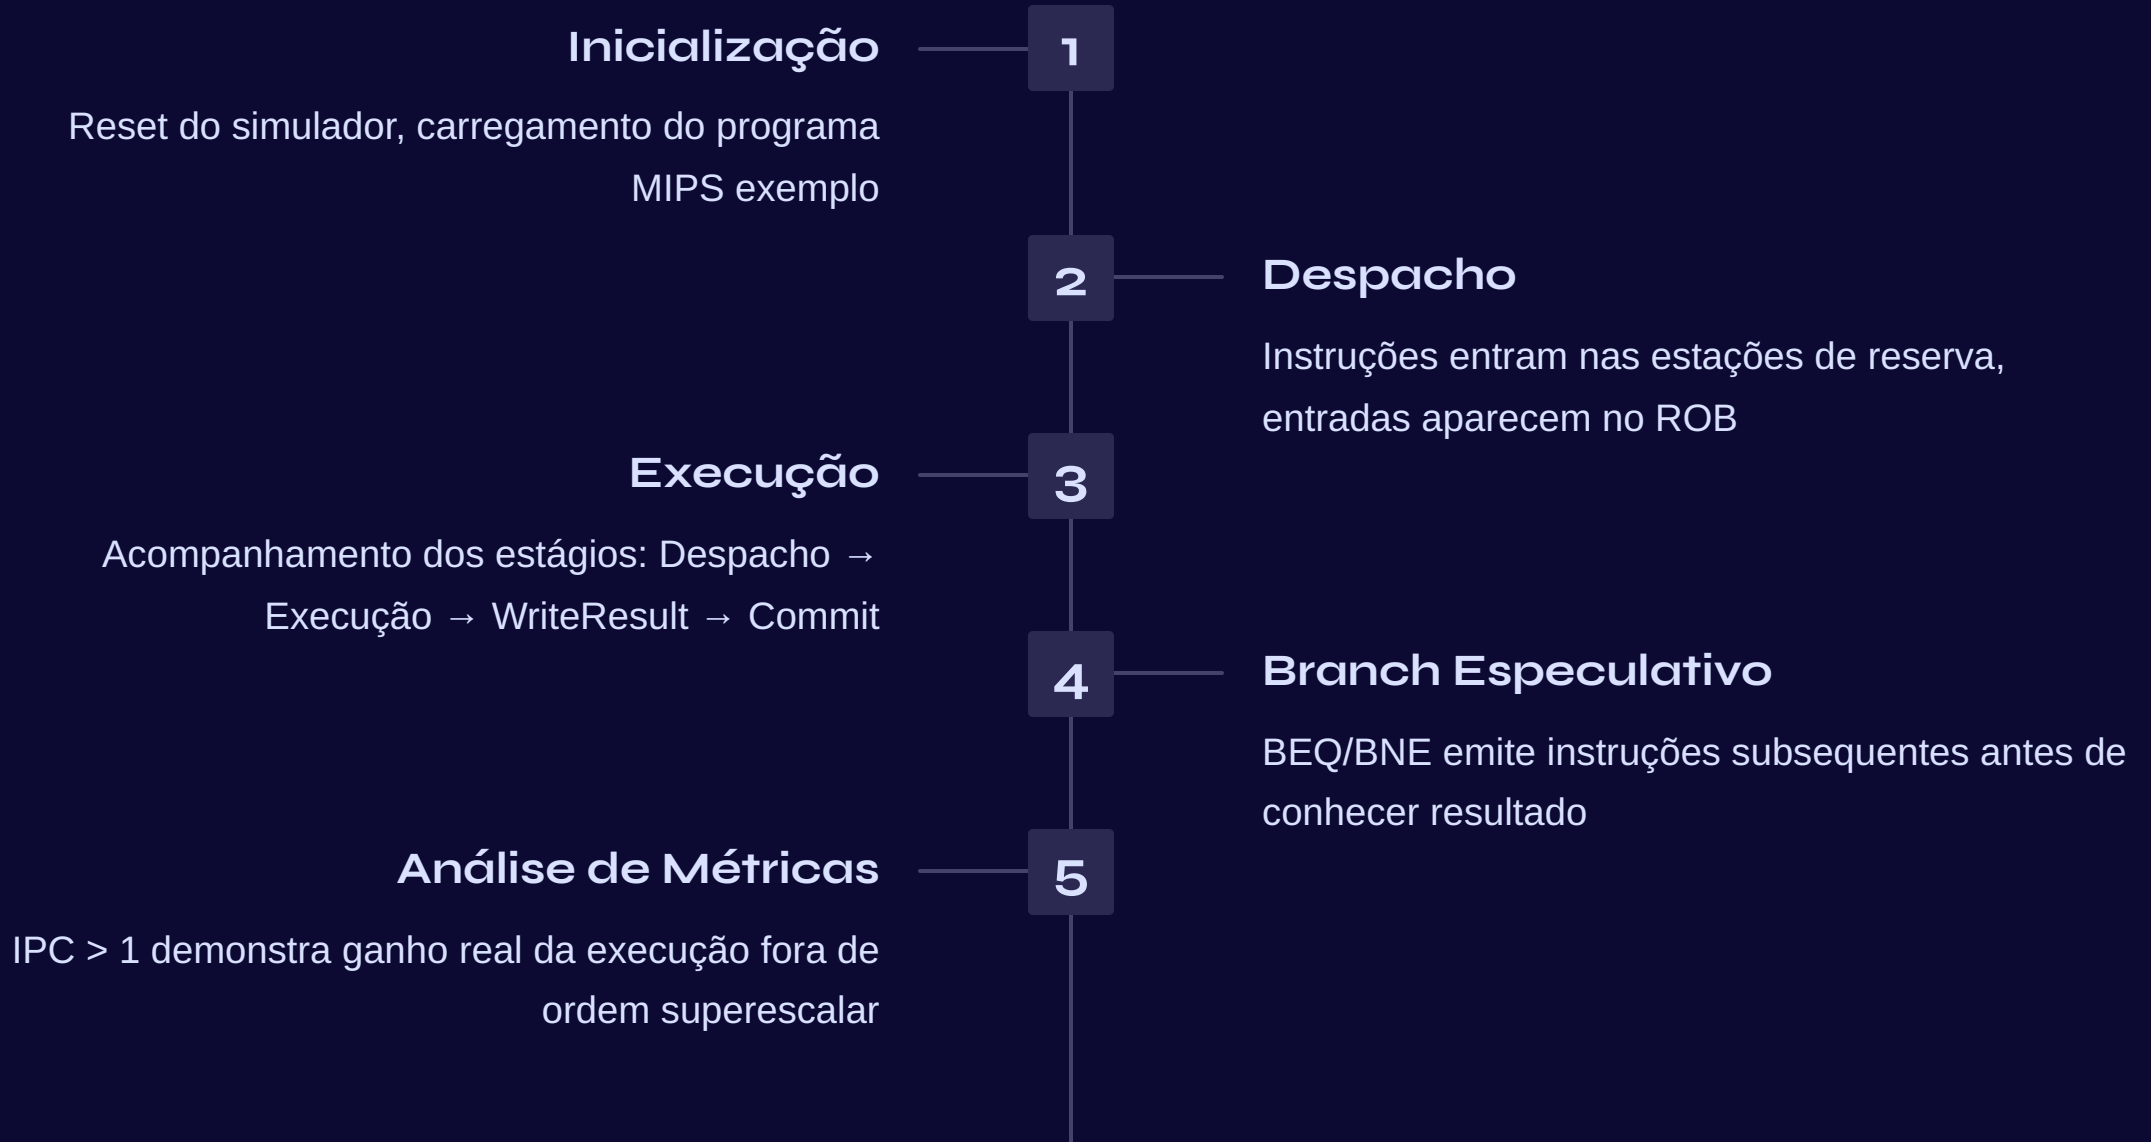 Inicialização
1
Reset do simulador, carregamento do programa
MIPS exemplo
2
Despacho
Instruções entram nas estações de reserva,
entradas aparecem no ROB
Execução
3
Acompanhamento dos estágios: Despacho →
Execução → WriteResult → Commit
4
Branch Especulativo
BEQ/BNE emite instruções subsequentes antes de
conhecer resultado
Análise de Métricas
5
IPC > 1 demonstra ganho real da execução fora de
ordem superescalar